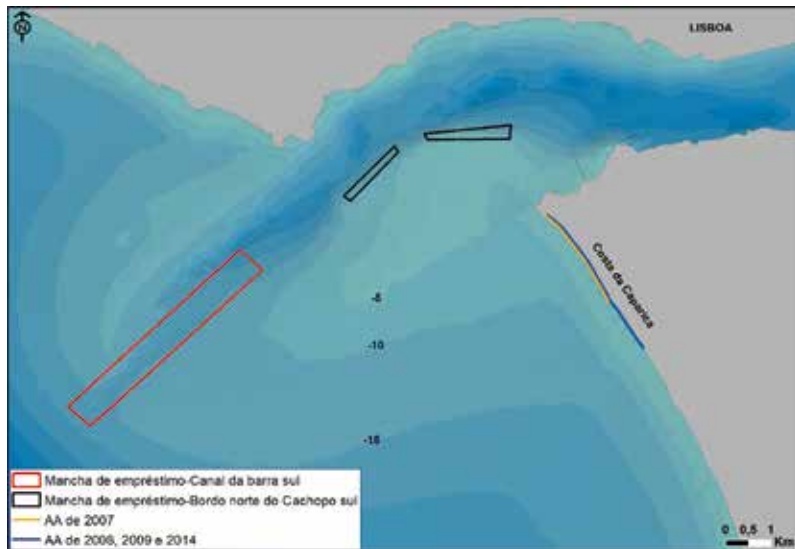 N
LISBOA
Costa da Caparica
-5
-10
-15
Mancha de empréstimo-Canal da barra sul
Mancha de empréstimo-Bordo norte do Cachopo sul
AA de 2007
AA de 2008, 2009 e 2014
0 0,5 1
Km